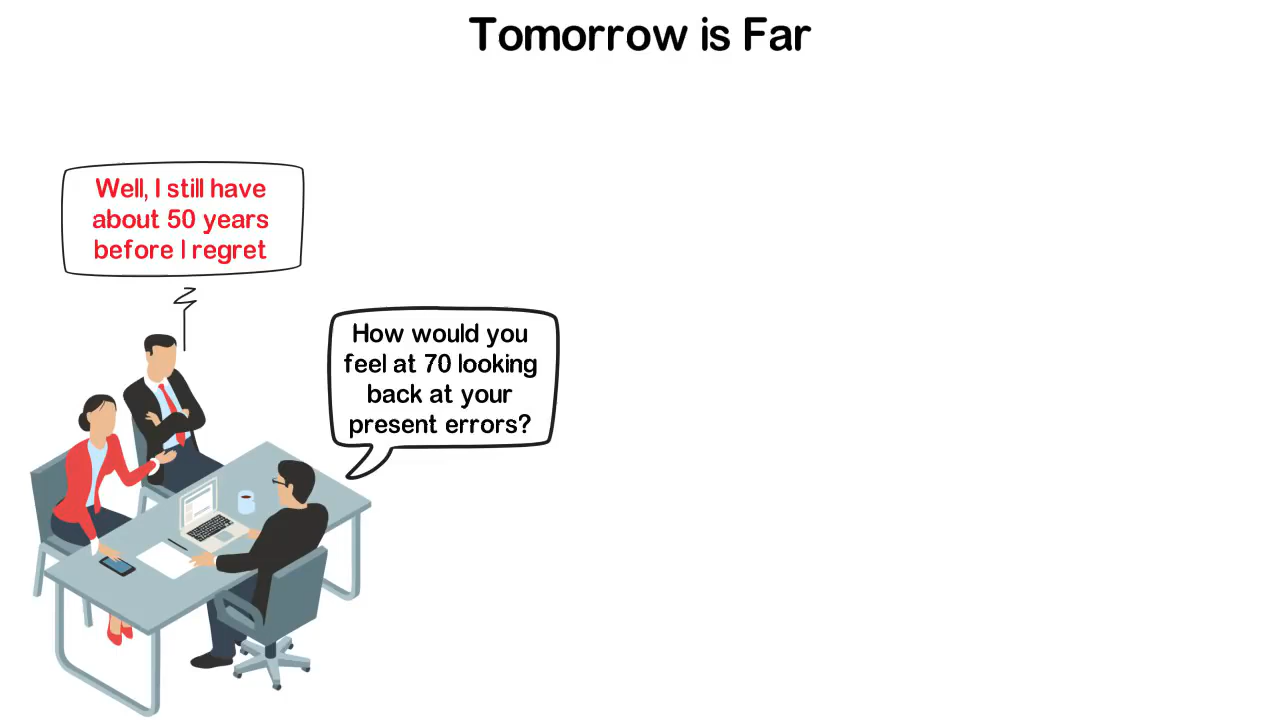 Tomorrow is Far
Well, I still have
about 50 years
before I regret
How would you
feel at 70 looking
back at your
present errors?